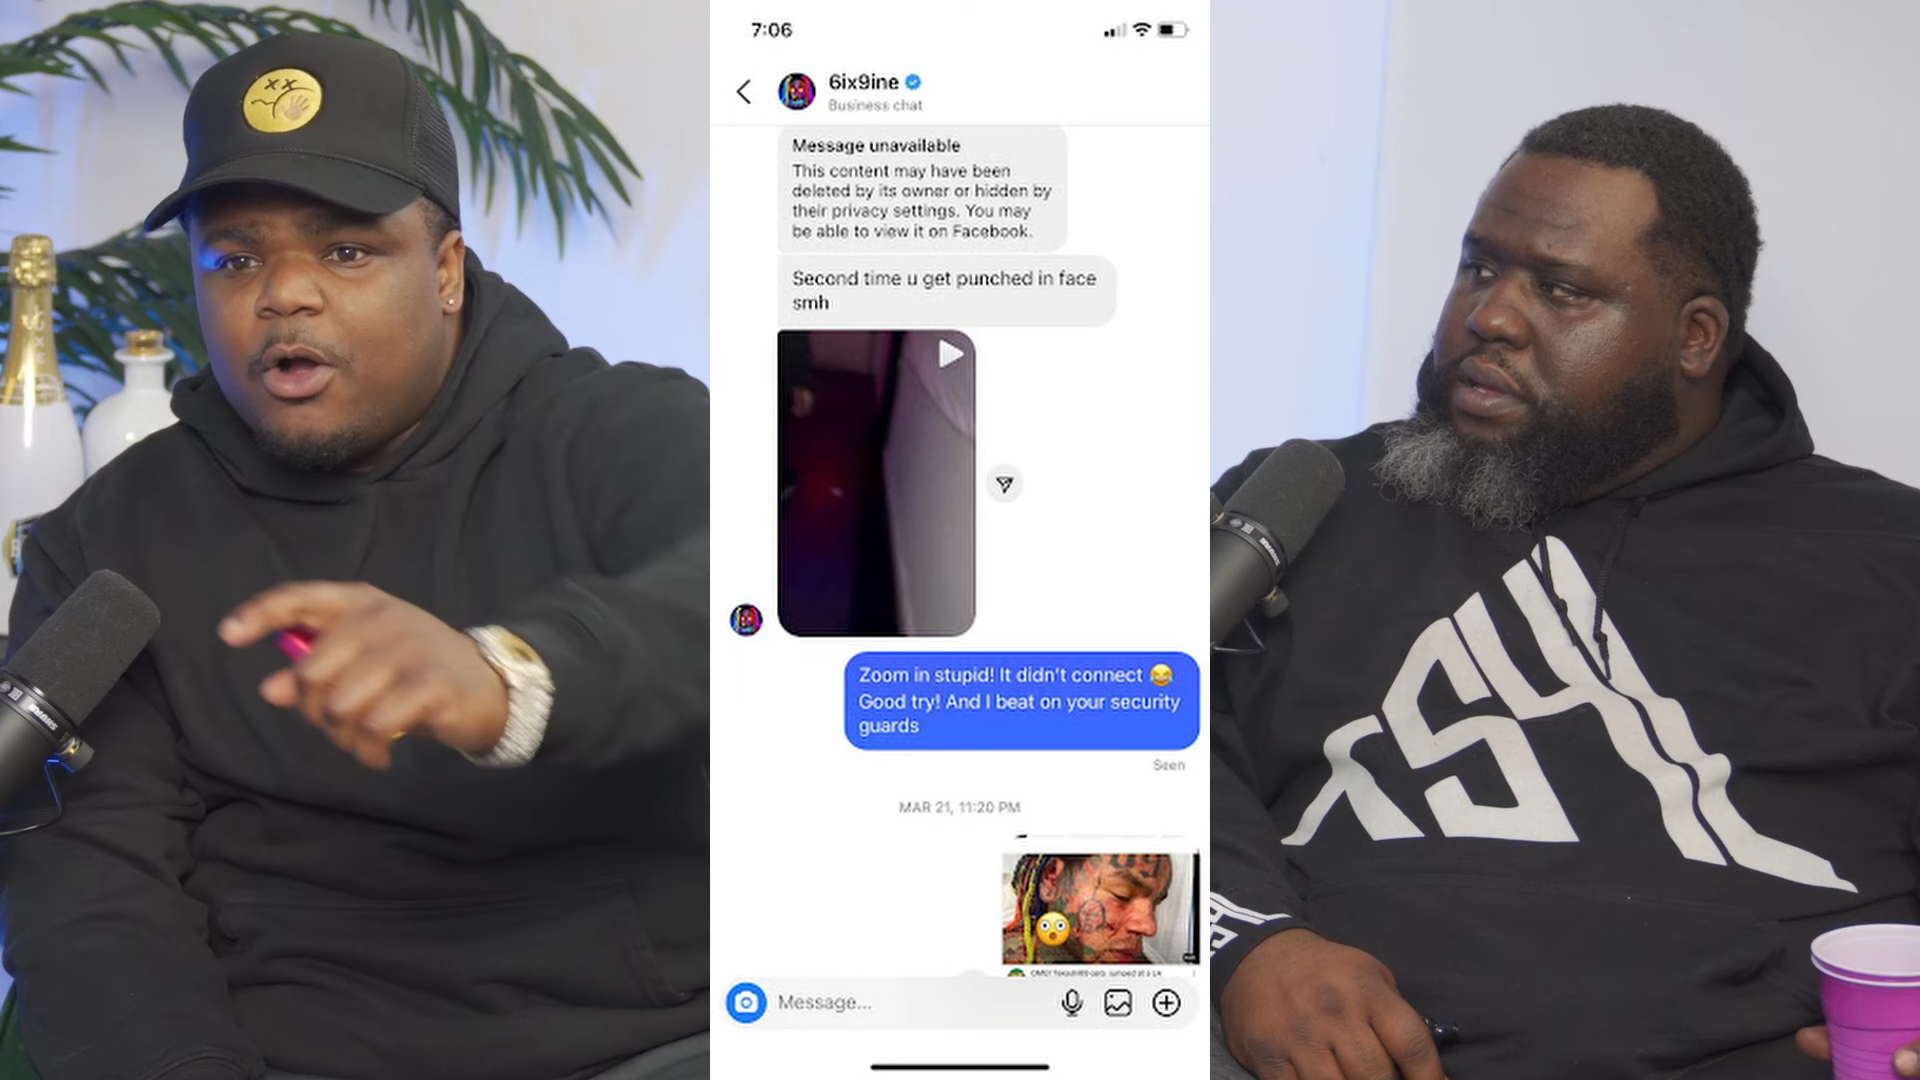 7:06
6ix9ine
Business chat
Message unavailable
This content may have been
deleted by its owner or hidden by
their privacy settings. You may
be able to view it on Facebook.
Second time u get punched in face
smh
Zoom in stupid! It didn't connect 😂
Good try! And I beat on your security
guards
Seen
MAR 21, 11:20 PM
Message...
SHURE
SHURE